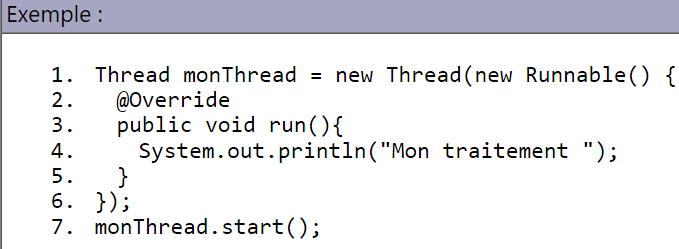 Exemple :
1. Thread monThread = new Thread(new Runnable() {
2. @Override
3. public void run(){
4. System.out.println("Mon traitement ");
5. }
6. });
7. monThread.start();